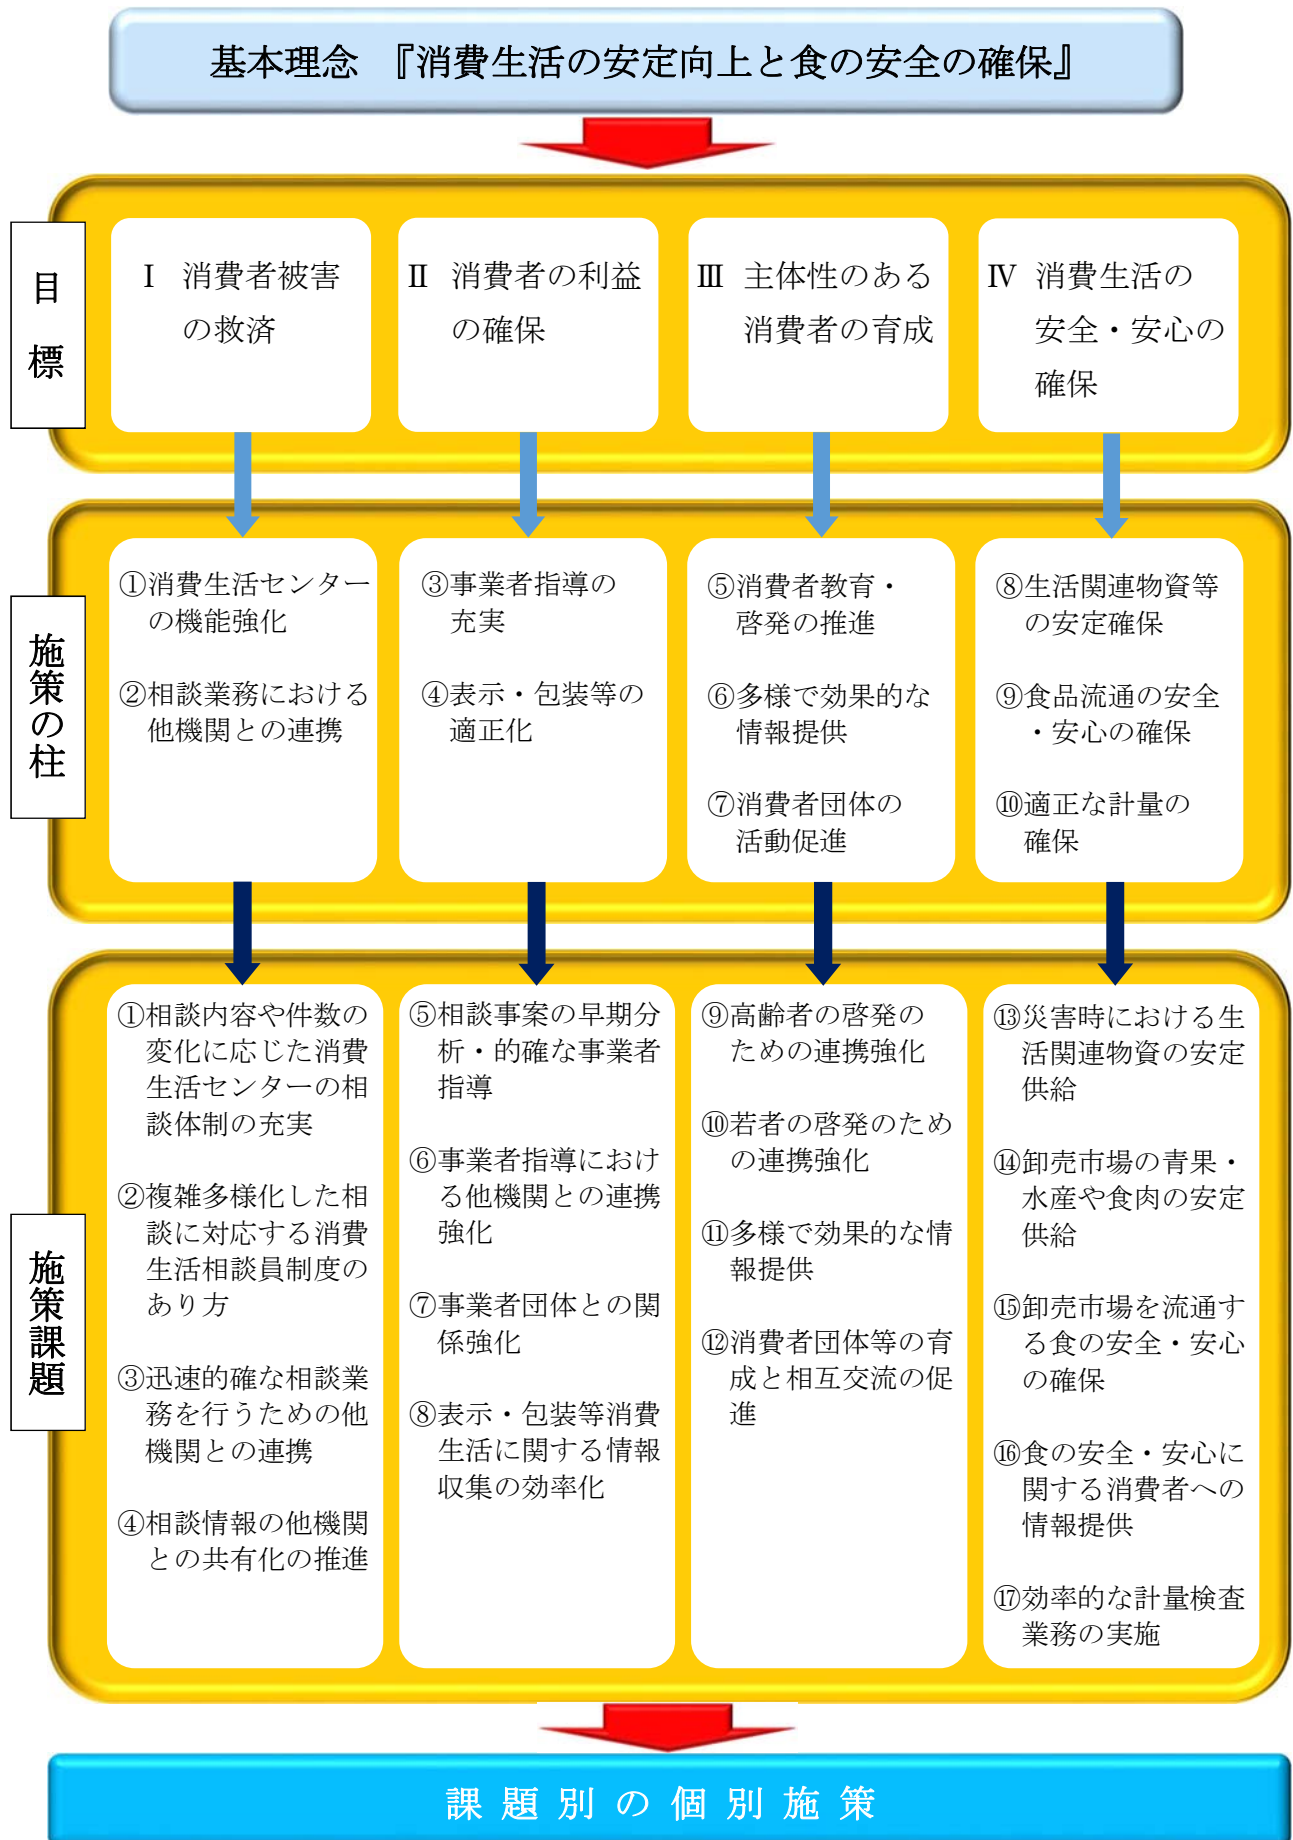 基本理念 『消費生活の安定向上と食の安全の確保』
目
標
Ⅰ 消費者被害
の救済
Ⅱ 消費者の利益
の確保
Ⅲ 主体性のある
消費者の育成
Ⅳ 消費生活の
安全・安心の
確保
施策の柱
①消費生活センター
の機能強化
②相談業務における
他機関との連携
③事業者指導の
充実
④表示・包装等の
適正化
⑤消費者教育・
啓発の推進
⑥多様で効果的な
情報提供
⑦消費者団体の
活動促進
⑧生活関連物資等
の安定確保
⑨食品流通の安全
・安心の確保
⑩適正な計量の
確保
施策課題
①相談内容や件数の
変化に応じた消費
生活センターの相
談体制の充実
②複雑多様化した相
談に対応する消費
生活相談員制度の
あり方
③迅速的確な相談業
務を行うための他
機関との連携
④相談情報の他機関
との共有化の推進
⑤相談事案の早期分
析・的確な事業者
指導
⑥事業者指導におけ
る他機関との連携
強化
⑦事業者団体との関
係強化
⑧表示・包装等消費
生活に関する情報
収集の効率化
⑨高齢者の啓発の
ための連携強化
⑩若者の啓発のため
の連携強化
⑪多様で効果的な情
報提供
⑫消費者団体等の育
成と相互交流の促
進
⑬災害時における生
活関連物資の安定
供給
⑭卸売市場の青果・
水産や食肉の安定
供給
⑮卸売市場を流通す
る食の安全・安心
の確保
⑯食の安全・安心に
関する消費者への
情報提供
⑰効率的な計量検査
業務の実施
課題別の個別施策